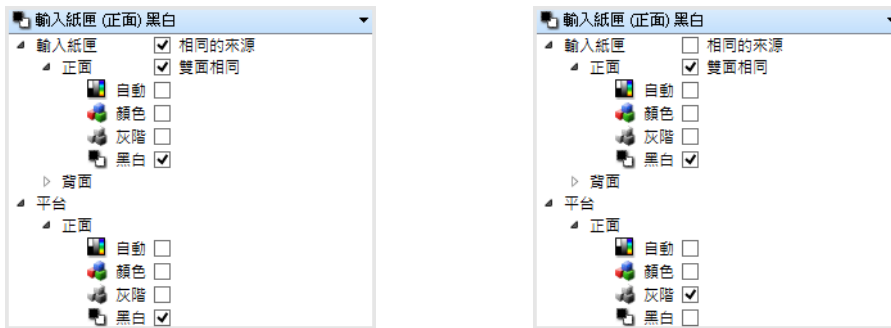 輸入紙匣 (正面) 黑白
輸入紙匣 相同的來源
正面 雙面相同
自動
顏色
灰階
黑白
背面
平台
正面
自動
顏色
灰階
黑白
輸入紙匣 (正面) 黑白
輸入紙匣 相同的來源
正面 雙面相同
自動
顏色
灰階
黑白
背面
平台
正面
自動
顏色
灰階
黑白